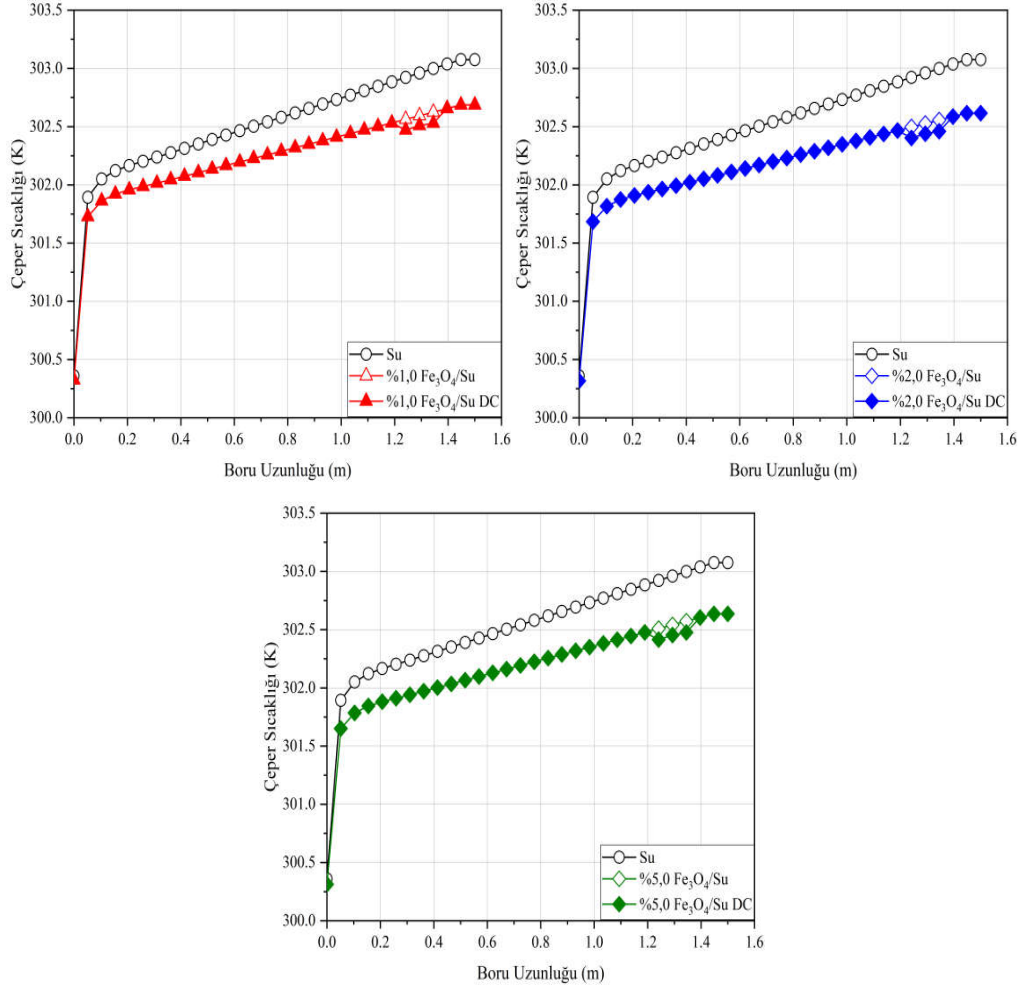 303.5
303.0
302.5
302.0
301.5
301.0
300.5
300.0
Çeper Sıcaklığı (K)
Su
%1,0 Fe₃O₄/Su
%1,0 Fe₃O₄/Su DC
0.0 0.2 0.4 0.6 0.8 1.0 1.2 1.4 1.6
Boru Uzunluğu (m)
303.5
303.0
302.5
302.0
301.5
301.0
300.5
300.0
Çeper Sıcaklığı (K)
Su
%2,0 Fe₃O₄/Su
%2,0 Fe₃O₄/Su DC
0.0 0.2 0.4 0.6 0.8 1.0 1.2 1.4 1.6
Boru Uzunluğu (m)
303.5
303.0
302.5
302.0
301.5
301.0
300.5
300.0
Çeper Sıcaklığı (K)
Su
%5,0 Fe₃O₄/Su
%5,0 Fe₃O₄/Su DC
0.0 0.2 0.4 0.6 0.8 1.0 1.2 1.4 1.6
Boru Uzunluğu (m)